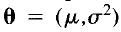 θ = (μ,σ²)